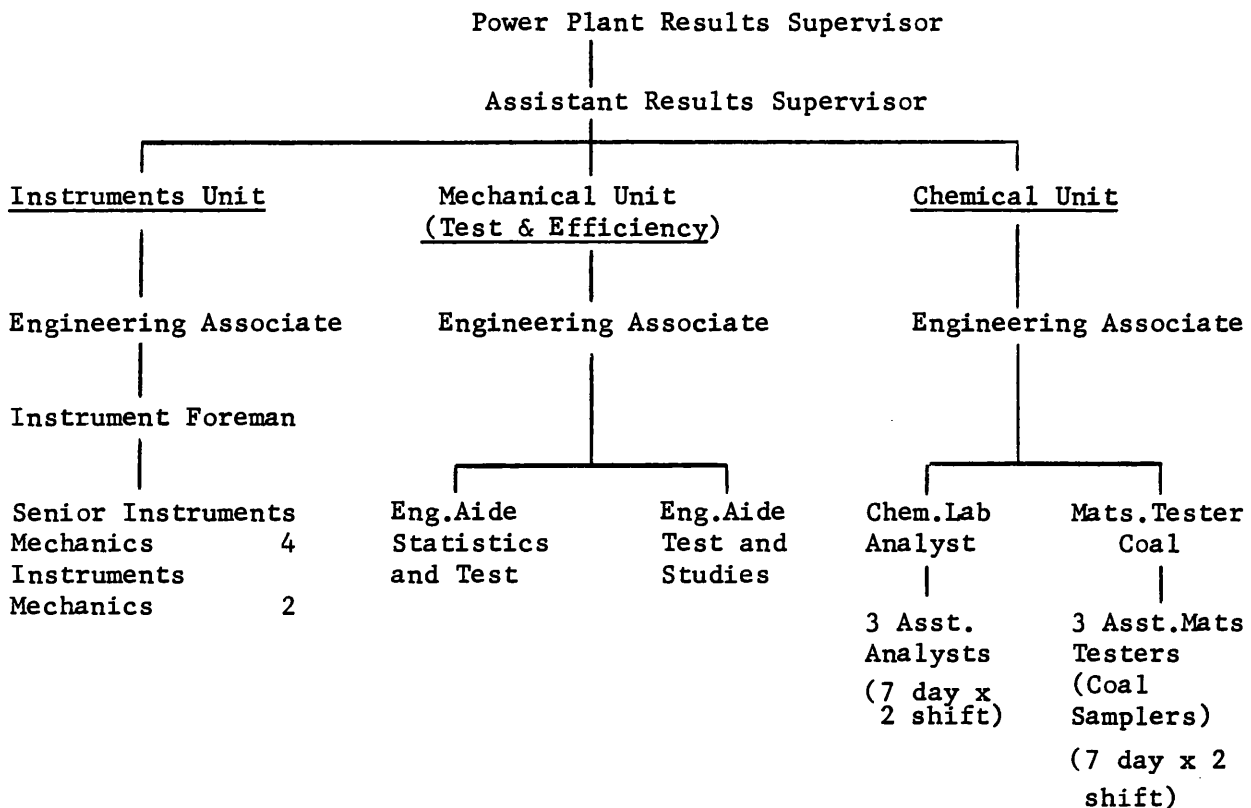 Power Plant Results Supervisor
Assistant Results Supervisor
Instruments Unit
Mechanical Unit
(Test & Efficiency)
Chemical Unit
Engineering Associate
Engineering Associate
Engineering Associate
Instrument Foreman
Senior Instruments
Mechanics 4
Instruments
Mechanics 2
Eng.Aide
Statistics
and Test
Eng.Aide
Test and
Studies
Chem.Lab
Analyst
3 Asst.
Analysts
(7 day x
2 shift)
Mats.Tester
Coal
3 Asst.Mats
Testers
(Coal
Samplers)
(7 day x 2
shift)